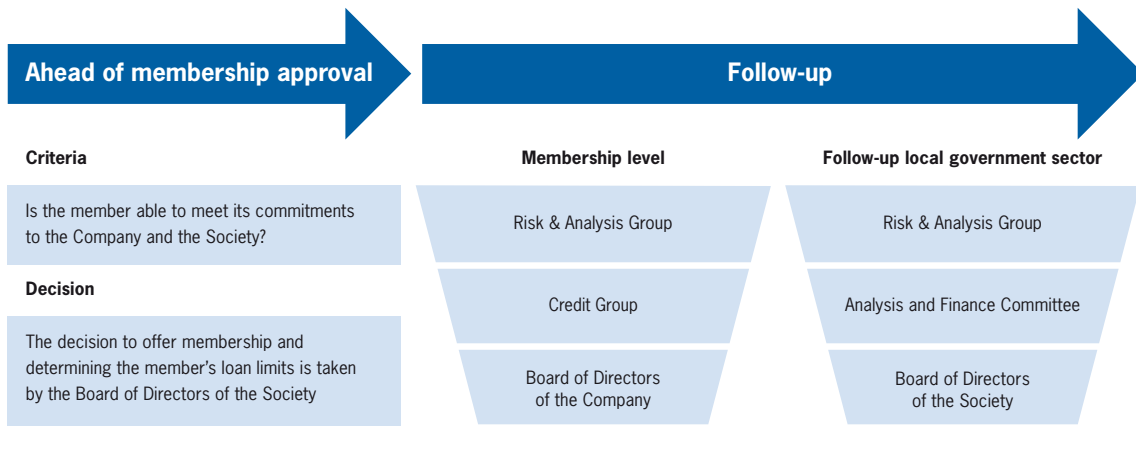 Ahead of membership approval
Follow-up
Criteria
Is the member able to meet its commitments
to the Company and the Society?
Decision
The decision to offer membership and
determining the member's loan limits is taken
by the Board of Directors of the Society
Membership level
Risk & Analysis Group
Credit Group
Board of Directors
of the Company
Follow-up local government sector
Risk & Analysis Group
Analysis and Finance Committee
Board of Directors
of the Society